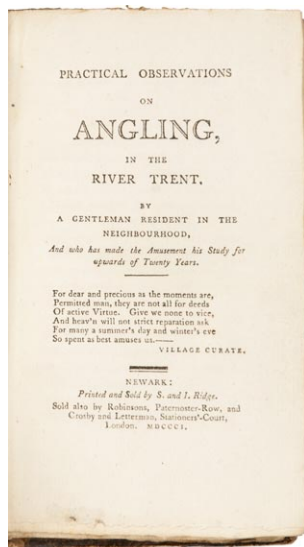 PRACTICAL OBSERVATIONS
ON
ANGLING,
IN THE
RIVER TRENT.
BY
A GENTLEMAN RESIDENT IN THE
NEIGHBOURHOOD,
And who has made the Amusement his Study for
upwards of Twenty Years.
For dear and precious as the moments are,
Permitted man, they are not all for deeds
Of active Virtue. Give we none to vice,
And heav'n will not strict reparation ask
For many a summer's day and winter's eve
So spent as best amuses us.——
VILLAGE CURATE.
NEWARK:
Printed and Sold by S. and I. Ridge.
Sold also by Robinsons, Paternoster-Row, and
Crosby and Letterman, Stationers'-Court,
London. MDCCCI.